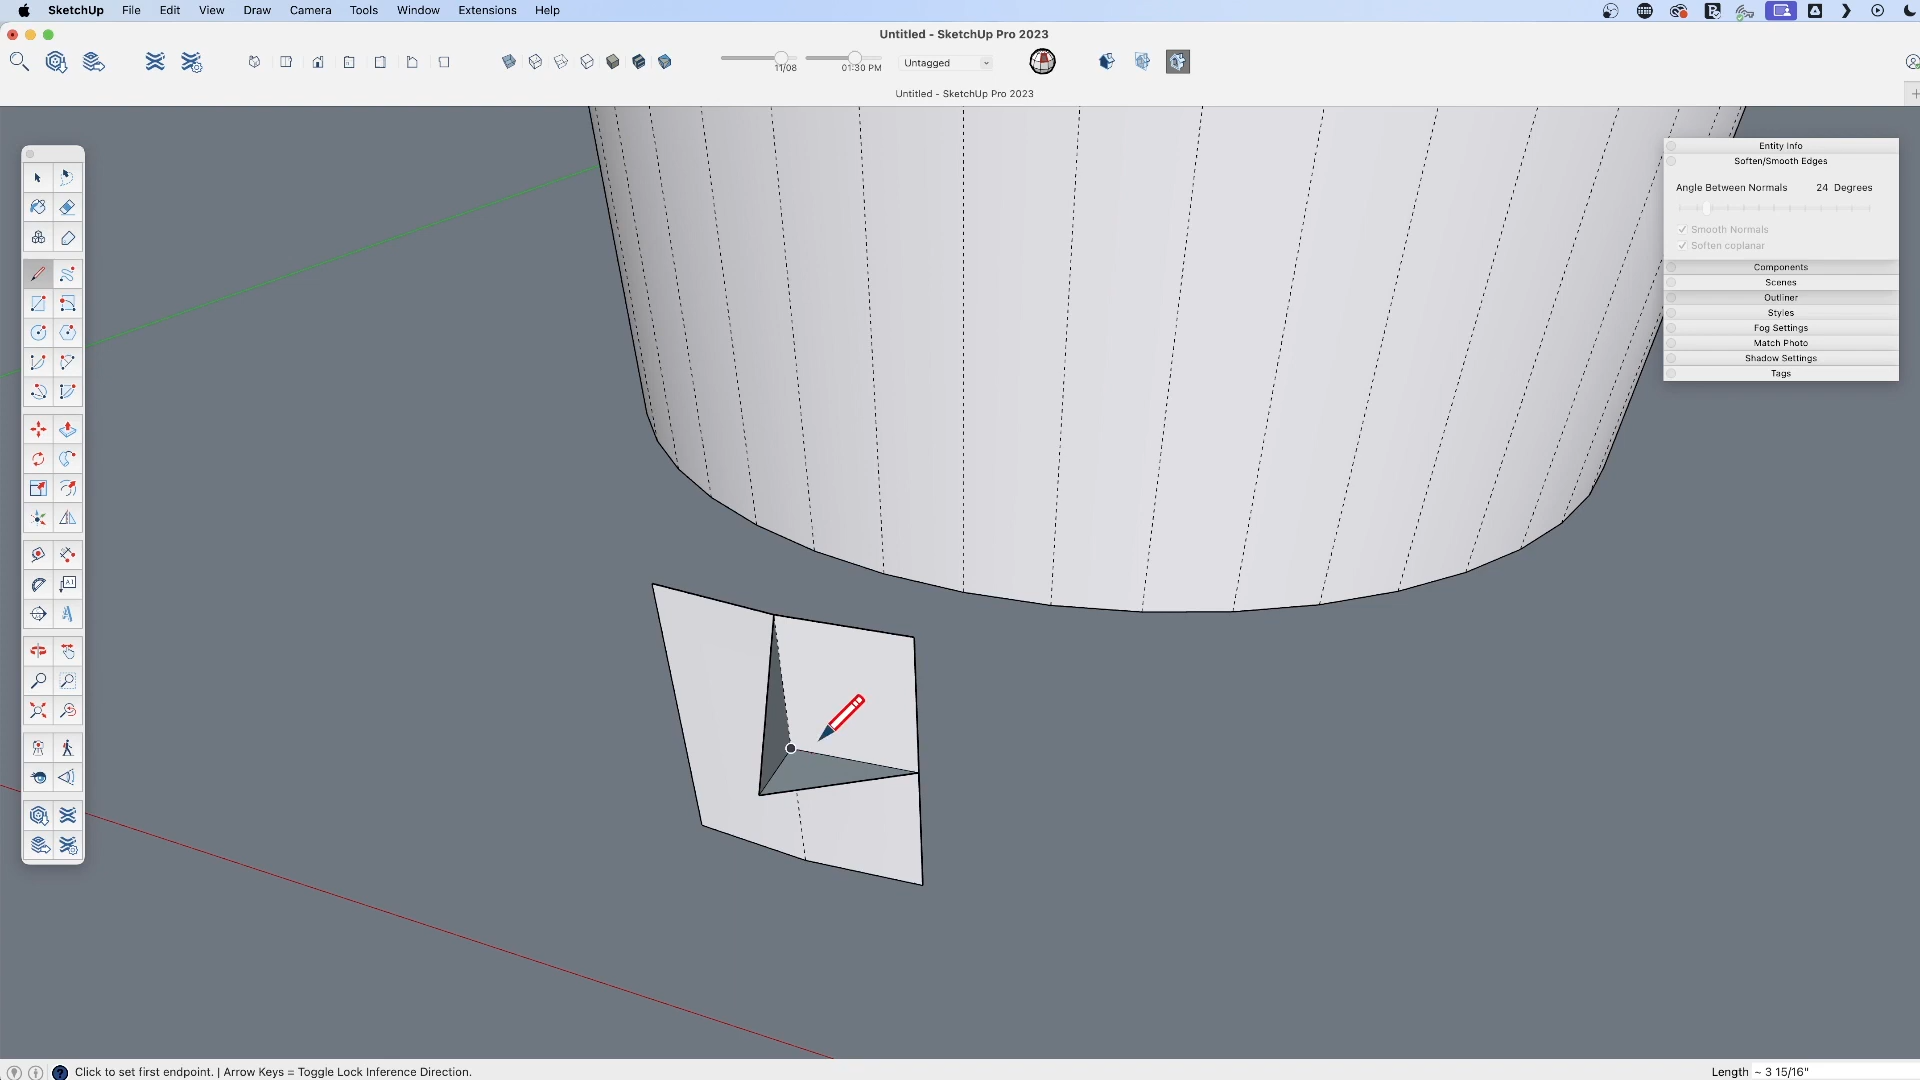 SketchUp File Edit View Draw Camera Tools Window Extensions Help
Untitled - SketchUp Pro 2023
11/08
01:30 PM
Untagged
Untitled - SketchUp Pro 2023
Entity Info
Soften/Smooth Edges
Angle Between Normals 24 Degrees
Smooth Normals
Soften coplanar
Components
Scenes
Outliner
Styles
Fog Settings
Match Photo
Shadow Settings
Tags
Click to set first endpoint. | Arrow Keys = Toggle Lock Inference Direction.
Length ~ 3 15/16"